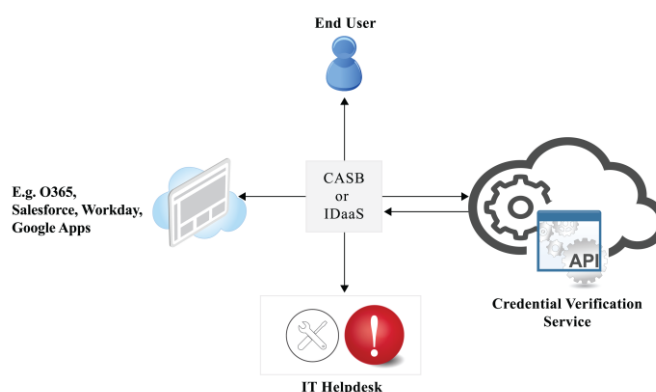 End User
E.g. O365,
Salesforce, Workday,
Google Apps
CASB
or
IDaaS
API
Credential Verification
Service
IT Helpdesk